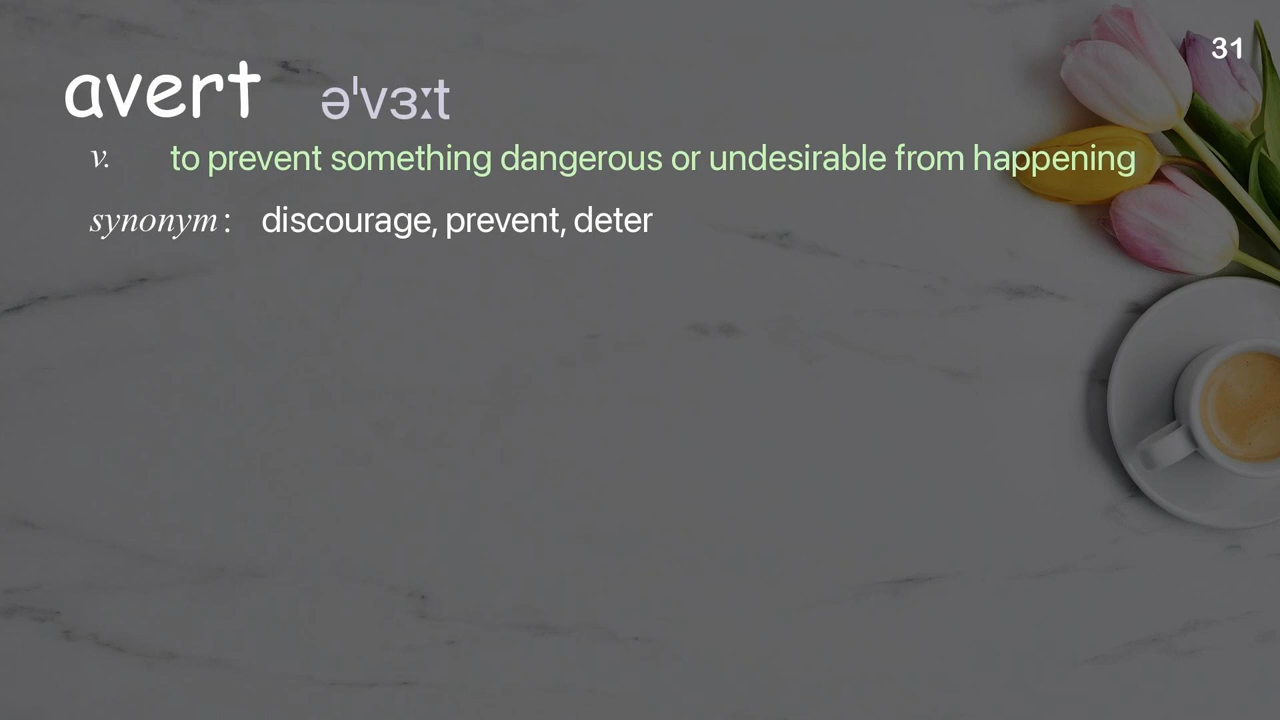 31
avert əˈvɜːt
v. to prevent something dangerous or undesirable from happening
synonym : discourage, prevent, deter